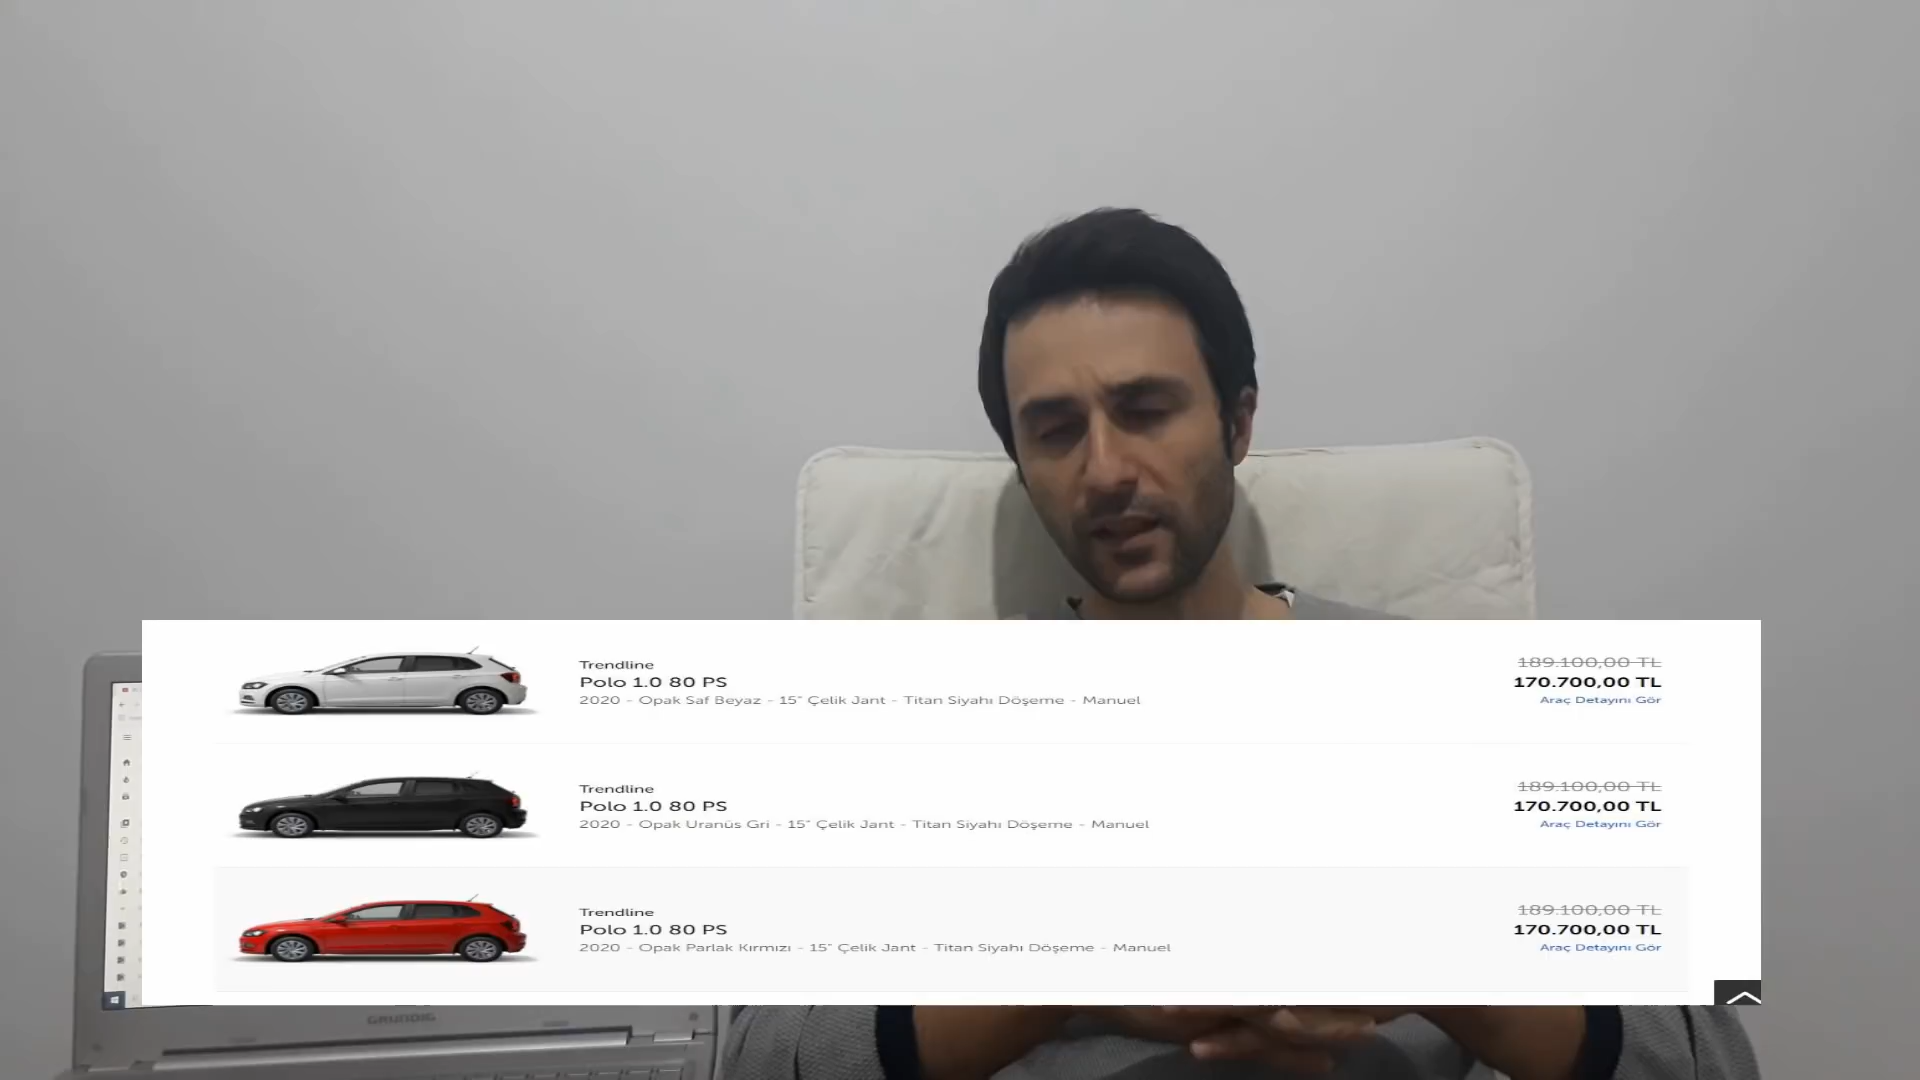 Trendline
Polo 1.0 80 PS
2020 - Opak Saf Beyaz - 15" Çelik Jant - Titan Siyahı Döşeme - Manuel
189.100,00 TL
170.700,00 TL
Araç Detayını Gör
Trendline
Polo 1.0 80 PS
2020 - Opak Uranüs Gri - 15" Çelik Jant - Titan Siyahı Döşeme - Manuel
189.100,00 TL
170.700,00 TL
Araç Detayını Gör
Trendline
Polo 1.0 80 PS
2020 - Opak Parlak Kırmızı - 15" Çelik Jant - Titan Siyahı Döşeme - Manuel
189.100,00 TL
170.700,00 TL
Araç Detayını Gör
GRUNDIG